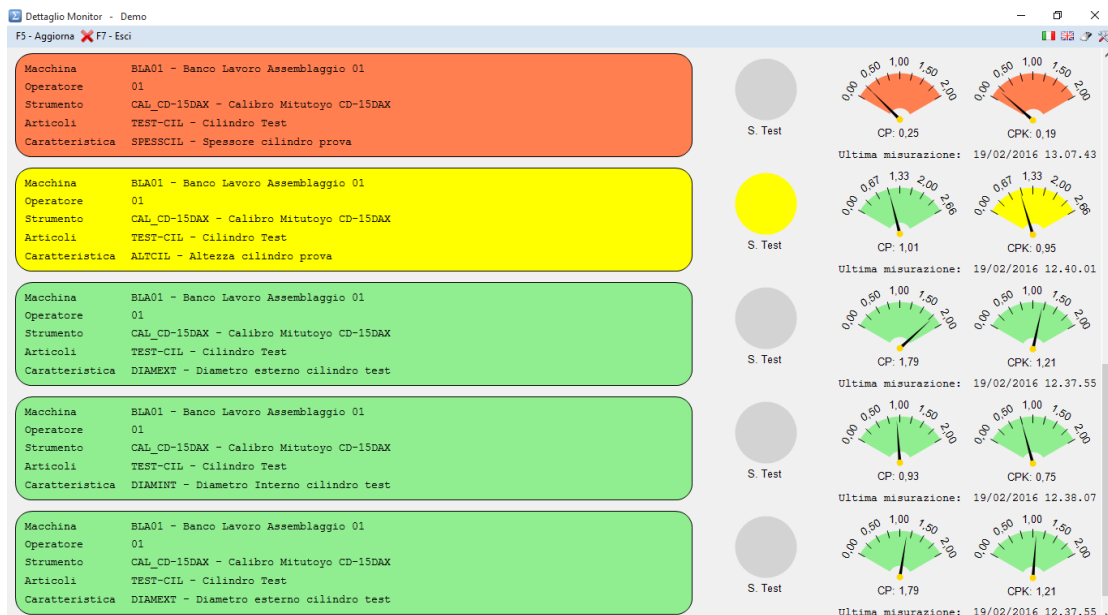 Dettaglio Monitor - Demo
F5 - Aggiorna F7 - Esci
Macchina BLA01 - Banco Lavoro Assemblaggio 01
Operatore 01
Strumento CAL_CD-15DAX - Calibro Mitutoyo CD-15DAX
Articoli TEST-CIL - Cilindro Test
Caratteristica SPESSCIL - Spessore cilindro prova
S. Test
0,00 0,50 1,00 1,50 2,00
CP: 0,25
0,00 0,50 1,00 1,50 2,00
CPK: 0,19
Ultima misurazione: 19/02/2016 13.07.43
Macchina BLA01 - Banco Lavoro Assemblaggio 01
Operatore 01
Strumento CAL_CD-15DAX - Calibro Mitutoyo CD-15DAX
Articoli TEST-CIL - Cilindro Test
Caratteristica ALTCIL - Altezza cilindro prova
S. Test
0,00 0,67 1,33 2,00 2,66
CP: 1,01
0,00 0,67 1,33 2,00 2,66
CPK: 0,95
Ultima misurazione: 19/02/2016 12.40.01
Macchina BLA01 - Banco Lavoro Assemblaggio 01
Operatore 01
Strumento CAL_CD-15DAX - Calibro Mitutoyo CD-15DAX
Articoli TEST-CIL - Cilindro Test
Caratteristica DIAMEXT - Diametro esterno cilindro test
S. Test
0,00 0,50 1,00 1,50 2,00
CP: 1,79
0,00 0,50 1,00 1,50 2,00
CPK: 1,21
Ultima misurazione: 19/02/2016 12.37.55
Macchina BLA01 - Banco Lavoro Assemblaggio 01
Operatore 01
Strumento CAL_CD-15DAX - Calibro Mitutoyo CD-15DAX
Articoli TEST-CIL - Cilindro Test
Caratteristica DIAMINT - Diametro Interno cilindro test
S. Test
0,00 0,50 1,00 1,50 2,00
CP: 0,93
0,00 0,50 1,00 1,50 2,00
CPK: 0,75
Ultima misurazione: 19/02/2016 12.38.07
Macchina BLA01 - Banco Lavoro Assemblaggio 01
Operatore 01
Strumento CAL_CD-15DAX - Calibro Mitutoyo CD-15DAX
Articoli TEST-CIL - Cilindro Test
Caratteristica DIAMEXT - Diametro esterno cilindro test
S. Test
0,00 0,50 1,00 1,50 2,00
CP: 1,79
0,00 0,50 1,00 1,50 2,00
CPK: 1,21
Ultima misurazione: 19/02/2016 12.37.55